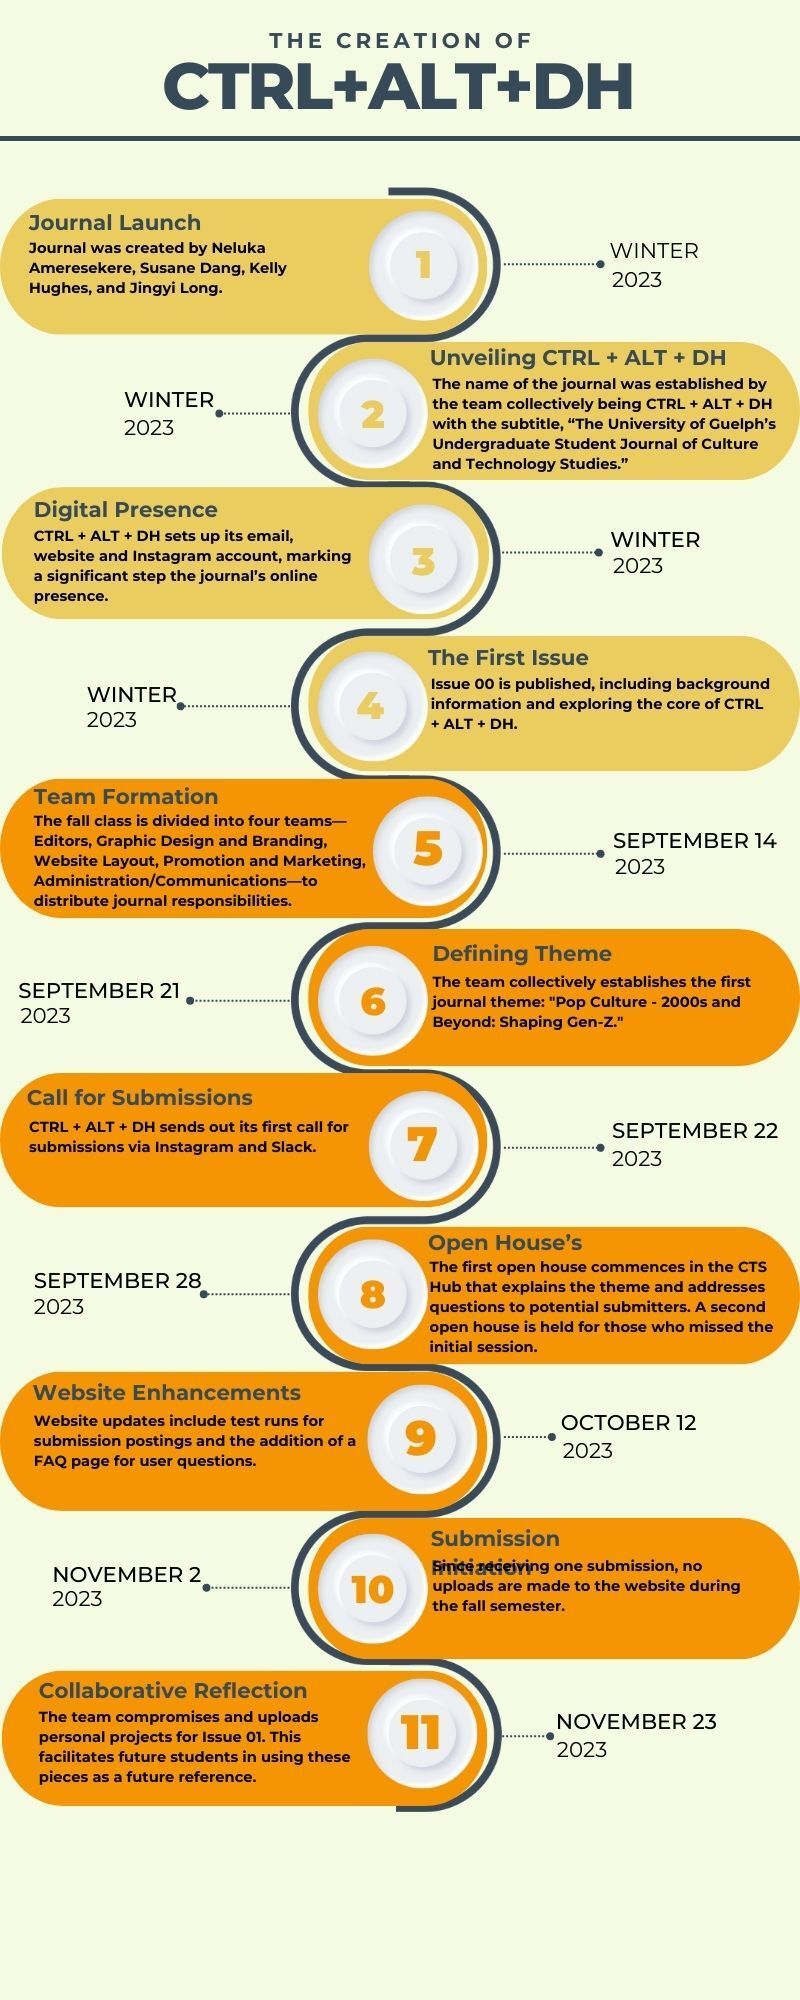 THE CREATION OF
CTRL+ALT+DH
Journal Launch
Journal was created by Neluka
Ameresekere, Susane Dang, Kelly
Hughes, and Jingyi Long.
1
WINTER
2023
WINTER
2023
2
Unveiling CTRL + ALT + DH
The name of the journal was established by
the team collectively being CTRL + ALT + DH
with the subtitle, “The University of Guelph’s
Undergraduate Student Journal of Culture
and Technology Studies.”
Digital Presence
CTRL + ALT + DH sets up its email,
website and Instagram account, marking
a significant step the journal’s online
presence.
3
WINTER
2023
WINTER
2023
4
The First Issue
Issue 00 is published, including background
information and exploring the core of CTRL
+ ALT + DH.
Team Formation
The fall class is divided into four teams—
Editors, Graphic Design and Branding,
Website Layout, Promotion and Marketing,
Administration/Communications—to
distribute journal responsibilities.
5
SEPTEMBER 14
2023
SEPTEMBER 21
2023
6
Defining Theme
The team collectively establishes the first
journal theme: "Pop Culture - 2000s and
Beyond: Shaping Gen-Z."
Call for Submissions
CTRL + ALT + DH sends out its first call for
submissions via Instagram and Slack.
7
SEPTEMBER 22
2023
SEPTEMBER 28
2023
8
Open House’s
The first open house commences in the CTS
Hub that explains the theme and addresses
questions to potential submitters. A second
open house is held for those who missed the
initial session.
Website Enhancements
Website updates include test runs for
submission postings and the addition of a
FAQ page for user questions.
9
OCTOBER 12
2023
NOVEMBER 2
2023
10
Submission
Initiation
Since receiving one submission, no
uploads are made to the website during
the fall semester.
Collaborative Reflection
The team compromises and uploads
personal projects for Issue 01. This
facilitates future students in using these
pieces as a future reference.
11
NOVEMBER 23
2023